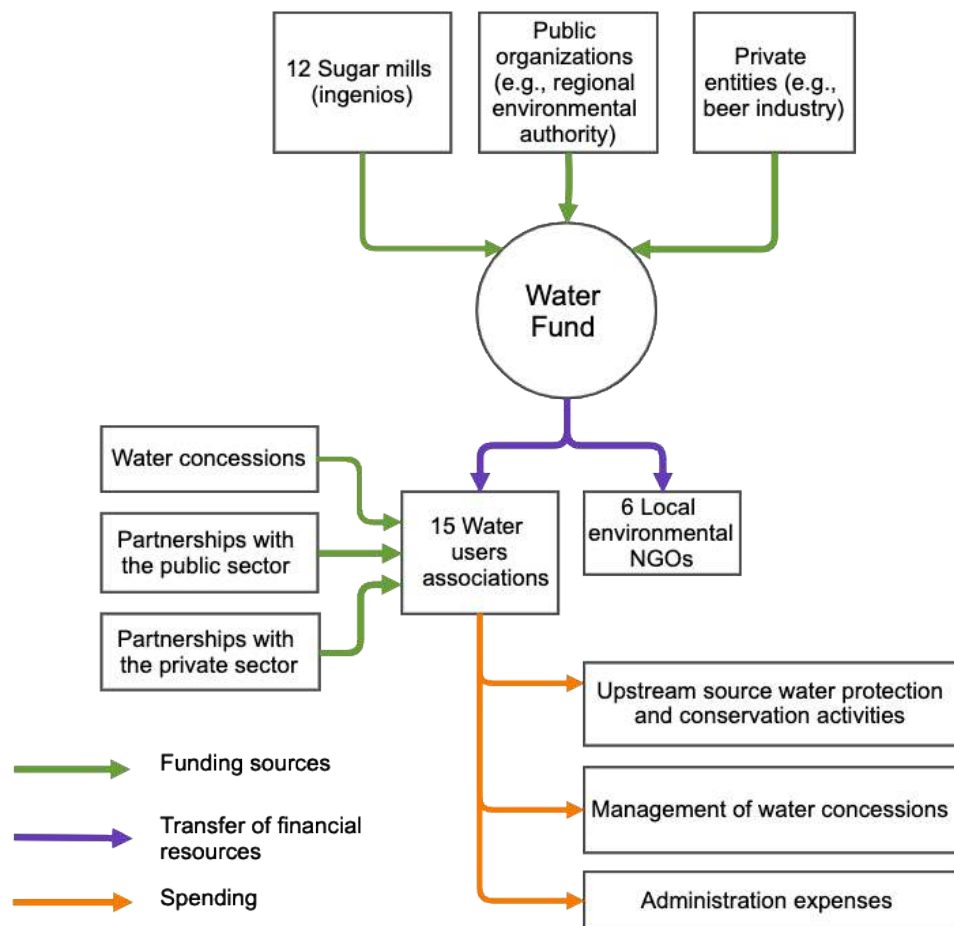 12 Sugar mills
(ingenios)
Public
organizations
(e.g., regional
environmental
authority)
Private
entities (e.g.,
beer industry)
Water
Fund
Water concessions
Partnerships with
the public sector
Partnerships with
the private sector
15 Water
users
associations
6 Local
environmental
NGOs
Upstream source water protection
and conservation activities
Management of water concessions
Administration expenses
Funding sources
Transfer of financial
resources
Spending